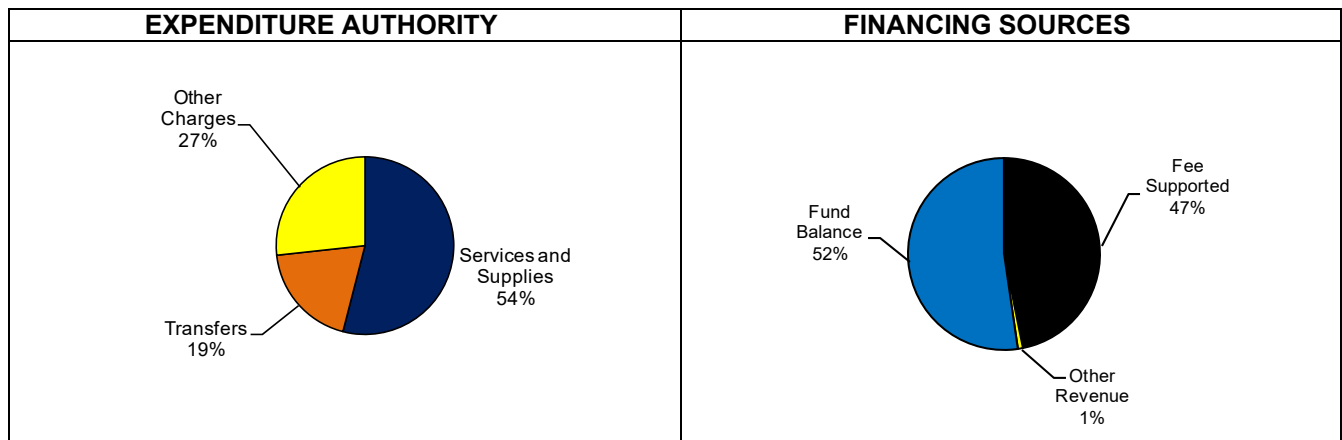 EXPENDITURE AUTHORITY
Other
Charges
27%
Services and
Supplies
54%
Transfers
19%
FINANCING SOURCES
Fee
Supported
47%
Fund
Balance
52%
Other
Revenue
1%